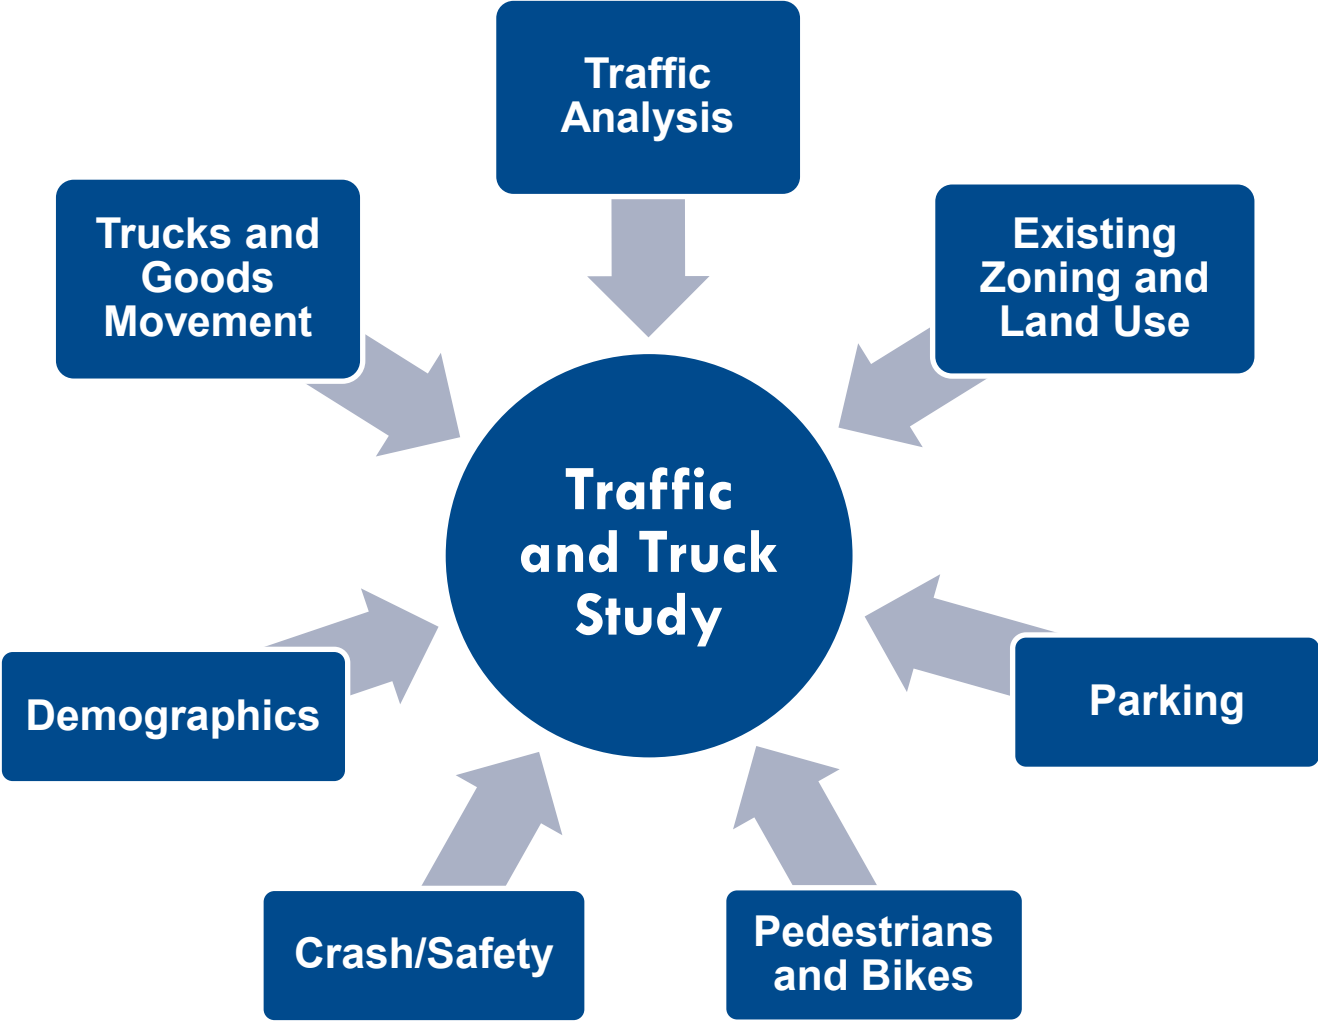 Traffic
Analysis
Trucks and
Goods
Movement
Existing
Zoning and
Land Use
Traffic
and Truck
Study
Demographics
Parking
Crash/Safety
Pedestrians
and Bikes